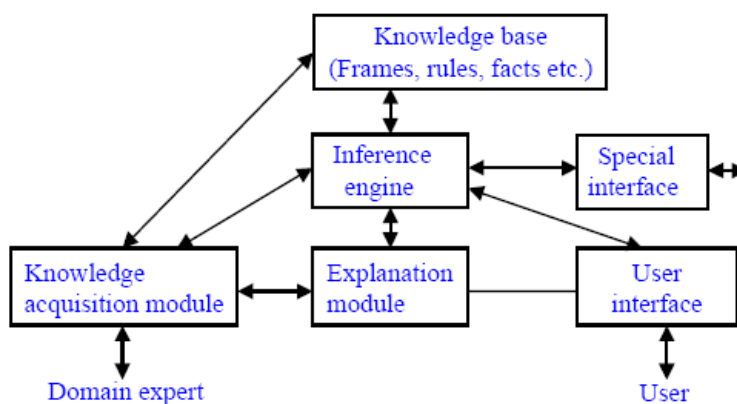 Knowledge base
(Frames, rules, facts etc.)
Inference
engine
Special
interface
Knowledge
acquisition module
Explanation
module
User
interface
Domain expert
User